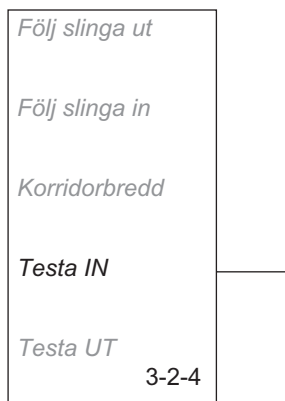 Följ slinga ut
Följ slinga in
Korridorbredd
Testa IN
Testa UT
3-2-4